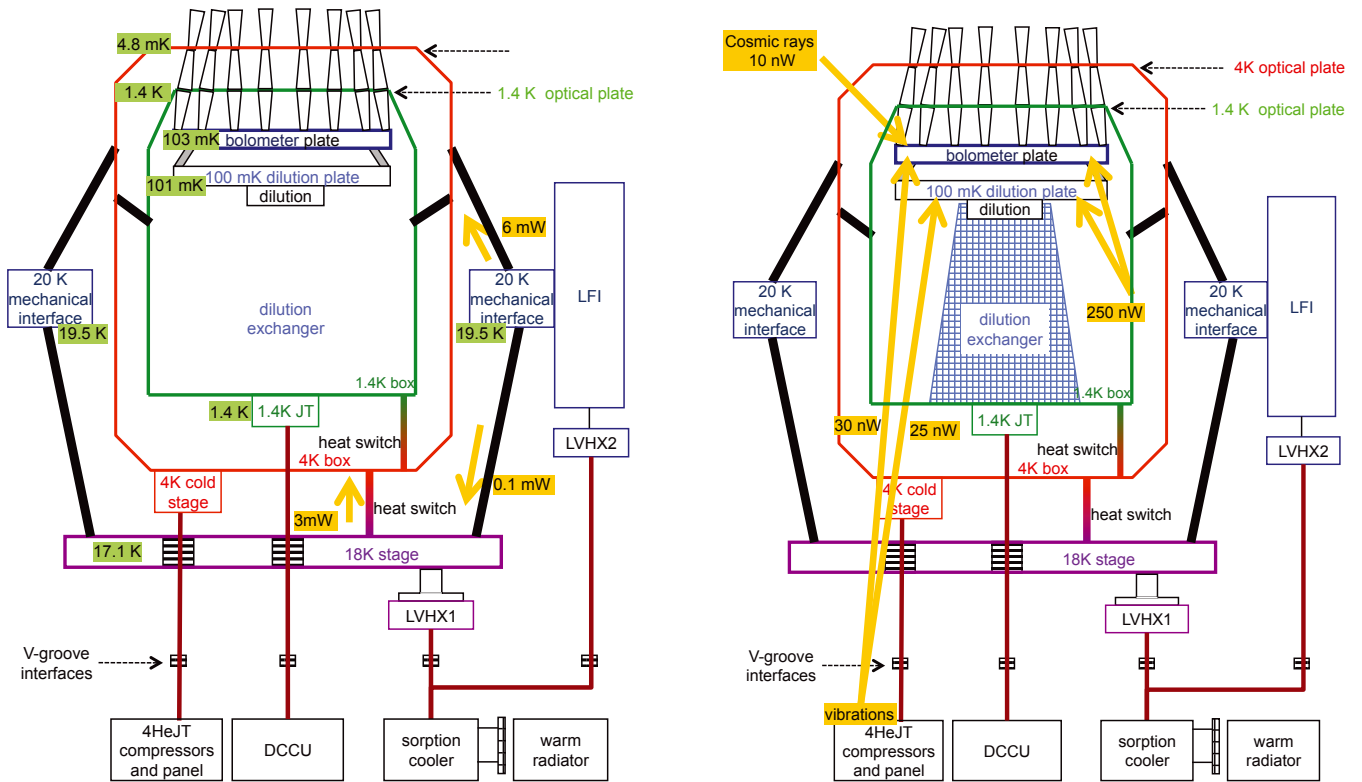 4.8 mK
1.4 K
1.4 K optical plate
103 mK
bolometer plate
101 mK
100 mK dilution plate
dilution
6 mW
20 K
mechanical
interface
19.5 K
dilution
exchanger
20 K
mechanical
interface
19.5 K
LFI
1.4K box
1.4 K
1.4K JT
heat switch
LVHX2
4K box
4K cold
stage
0.1 mW
3mW
heat switch
17.1 K
18K stage
LVHX1
V-groove
interfaces
4HeJT
compressors
and panel
DCCU
sorption
cooler
warm
radiator
Cosmic rays
10 nW
4K optical plate
1.4 K optical plate
bolometer plate
100 mK dilution plate
dilution
20 K
mechanical
interface
dilution
exchanger
250 nW
20 K
mechanical
interface
LFI
1.4K box
30 nW
25 nW
1.4K JT
heat switch
LVHX2
4K box
4K cold
stage
heat switch
18K stage
LVHX1
V-groove
interfaces
vibrations
4HeJT
compressors
and panel
DCCU
sorption
cooler
warm
radiator